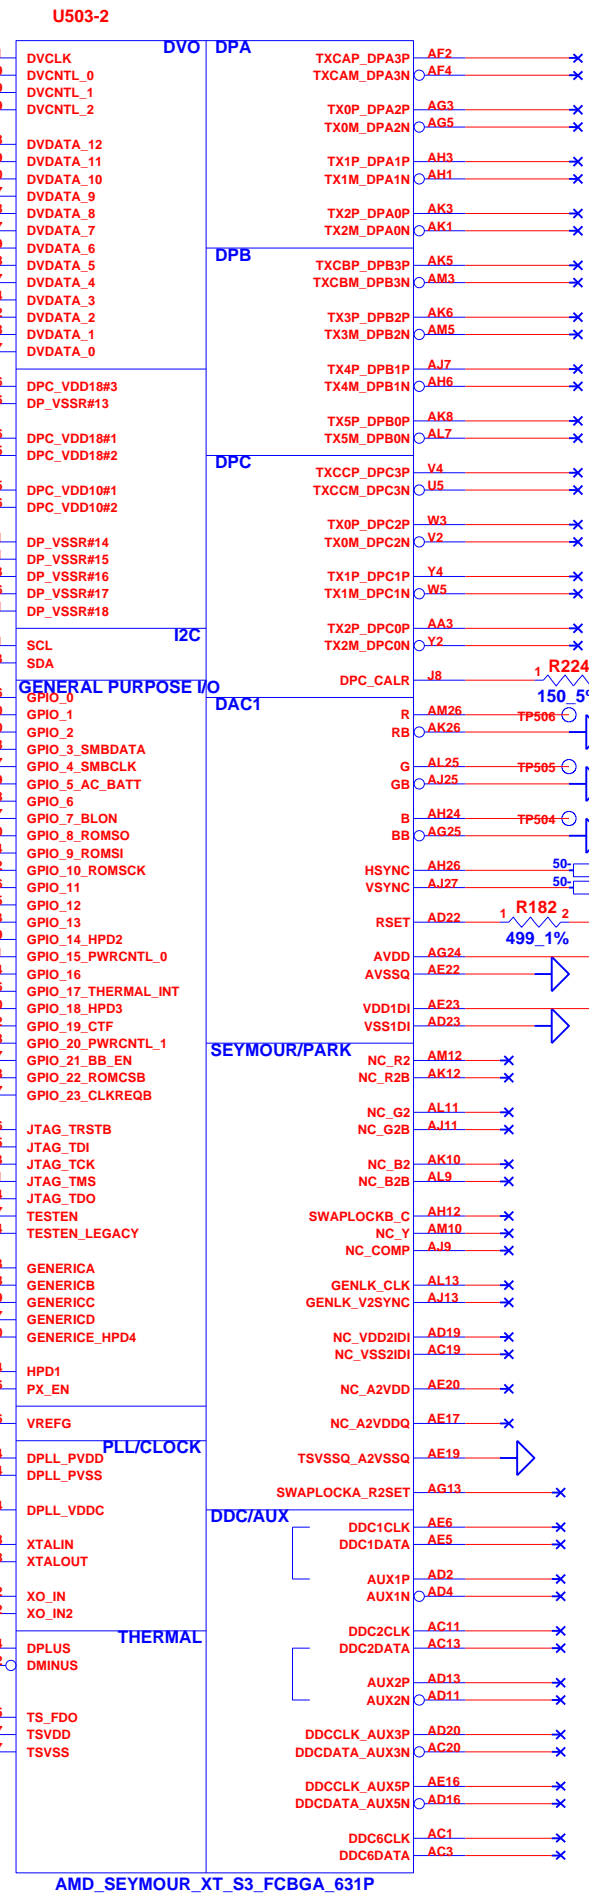 U503-2
DVO
DVCLK
DVCNTL_0
DVCNTL_1
DVCNTL_2
DVDATA_12
DVDATA_11
DVDATA_10
DVDATA_9
DVDATA_8
DVDATA_7
DVDATA_6
DVDATA_5
DVDATA_4
DVDATA_3
DVDATA_2
DVDATA_1
DVDATA_0
DPC_VDD18#3
DP_VSSR#13
DPC_VDD18#1
DPC_VDD18#2
DPC_VDD10#1
DPC_VDD10#2
DP_VSSR#14
DP_VSSR#15
DP_VSSR#16
DP_VSSR#17
DP_VSSR#18
I2C
SCL
SDA
GENERAL PURPOSE I/O
GPIO_0
GPIO_1
GPIO_2
GPIO_3_SMBDATA
GPIO_4_SMBCLK
GPIO_5_AC_BATT
GPIO_6
GPIO_7_BLON
GPIO_8_ROMSO
GPIO_9_ROMSI
GPIO_10_ROMSCK
GPIO_11
GPIO_12
GPIO_13
GPIO_14_HPD2
GPIO_15_PWRCNTL_0
GPIO_16
GPIO_17_THERMAL_INT
GPIO_18_HPD3
GPIO_19_CTF
GPIO_20_PWRCNTL_1
GPIO_21_BB_EN
GPIO_22_ROMCSB
GPIO_23_CLKREQB
JTAG_TRSTB
JTAG_TDI
JTAG_TCK
JTAG_TMS
JTAG_TDO
TESTEN
TESTEN_LEGACY
GENERICA
GENERICB
GENERICC
GENERICD
GENERICE_HPD4
HPD1
PX_EN
VREFG
PLL/CLOCK
DPLL_PVDD
DPLL_PVSS
DPLL_VDDC
XTALIN
XTALOUT
XO_IN
XO_IN2
THERMAL
DPLUS
DMINUS
TS_FDO
TSVDD
TSVSS
DPA
TXCAP_DPA3P AF2
TXCAM_DPA3N AF4
TX0P_DPA2P AG3
TX0M_DPA2N AG5
TX1P_DPA1P AH3
TX1M_DPA1N AH1
TX2P_DPA0P AK3
TX2M_DPA0N AK1
DPB
TXCBP_DPB3P AK5
TXCBM_DPB3N AM3
TX3P_DPB2P AK6
TX3M_DPB2N AM5
TX4P_DPB1P AJ7
TX4M_DPB1N AH6
TX5P_DPB0P AK8
TX5M_DPB0N AL7
DPC
TXCCP_DPC3P V4
TXCCM_DPC3N U5
TX0P_DPC2P W3
TX0M_DPC2N V2
TX1P_DPC1P Y4
TX1M_DPC1N W5
TX2P_DPC0P AA3
TX2M_DPC0N Y2
DPC_CALR J8 1 R224
150_5%
DAC1
R AM26 TP506
RB AK26
G AL25 TP505
GB AJ25
B AH24 TP504
BB AG25
HSYNC AH26 50-
VSYNC AJ27 50-
RSET AD22 1 R182 2
499_1%
AVDD AG24
AVSSQ AE22
VDD1DI AE23
VSS1DI AD23
SEYMOUR/PARK
NC_R2 AM12
NC_R2B AK12
NC_G2 AL11
NC_G2B AJ11
NC_B2 AK10
NC_B2B AL9
SWAPLOCKB_C AH12
NC_Y AM10
NC_COMP AJ9
GENLK_CLK AL13
GENLK_V2SYNC AJ13
NC_VDD2IDI AD19
NC_VSS2IDI AC19
NC_A2VDD AE20
NC_A2VDDQ AE17
TSVSSQ_A2VSSQ AE19
SWAPLOCKA_R2SET AG13
DDC/AUX
DDC1CLK AE6
DDC1DATA AE5
AUX1P AD2
AUX1N AD4
DDC2CLK AC11
DDC2DATA AC13
AUX2P AD13
AUX2N AD11
DDCCLK_AUX3P AD20
DDCDATA_AUX3N AC20
DDCCLK_AUX5P AE16
DDCDATA_AUX5N AD16
DDC6CLK AC1
DDC6DATA AC3
AMD_SEYMOUR_XT_S3_FCBGA_631P